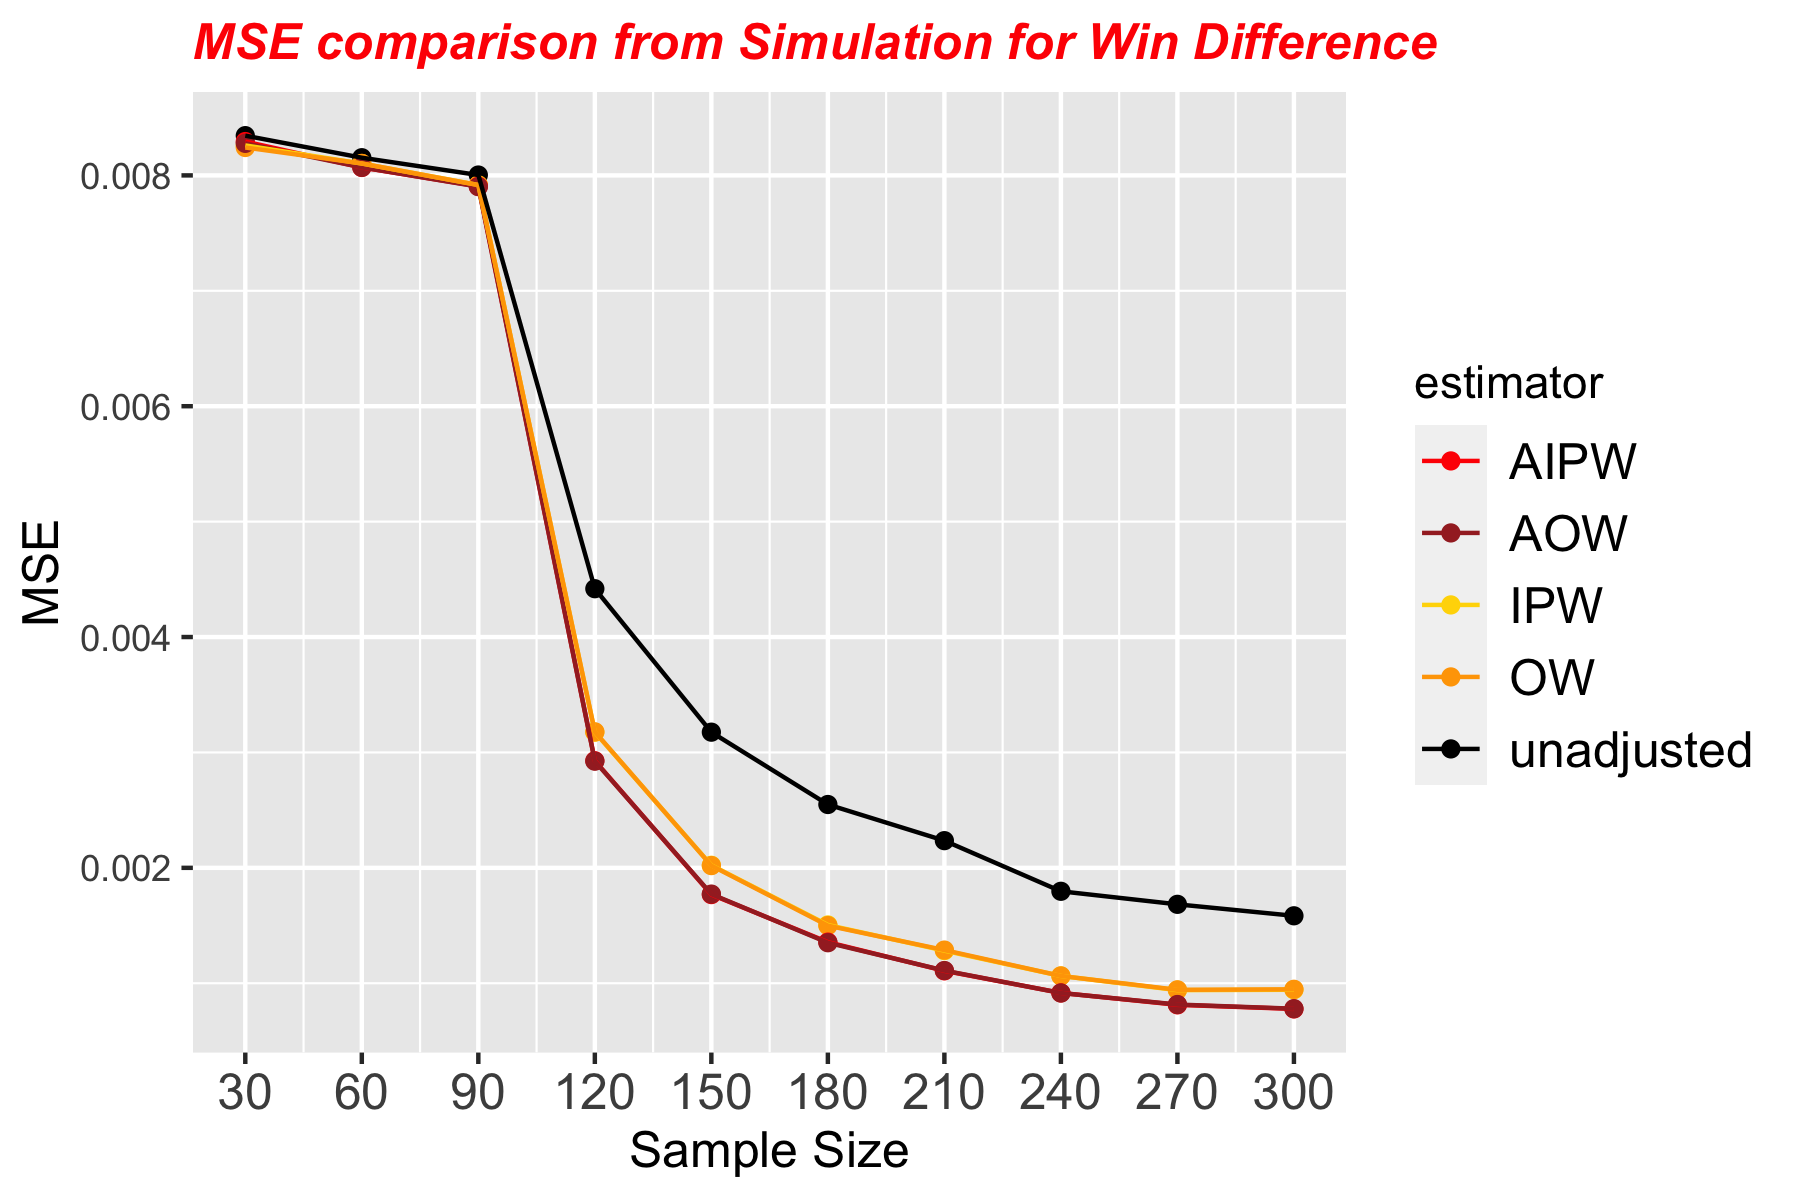 MSE comparison from Simulation for Win Difference
0.008
0.006
0.004
0.002
MSE
30 60 90 120 150 180 210 240 270 300
Sample Size
estimator
AIPW
AOW
IPW
OW
unadjusted